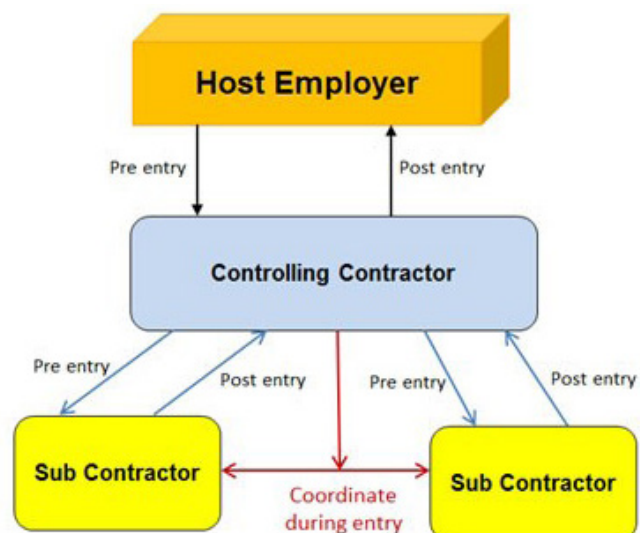 Host Employer
Pre entry
Post entry
Controlling Contractor
Pre entry
Post entry
Pre entry
Post entry
Sub Contractor
Coordinate
during entry
Sub Contractor